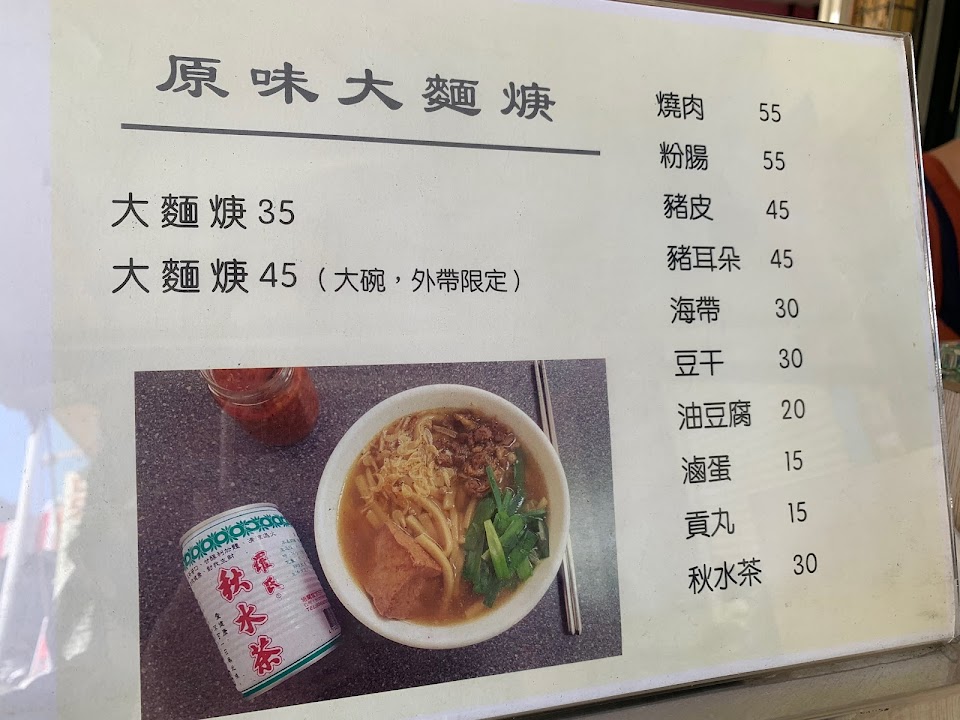 原味大麵焿
大麵焿 35
大麵焿 45（大碗，外帶限定）
燒肉 55
粉腸 55
豬皮 45
豬耳朵 45
海帶 30
豆干 30
油豆腐 20
滷蛋 15
貢丸 15
秋水茶 30
羅氏
秋水茶